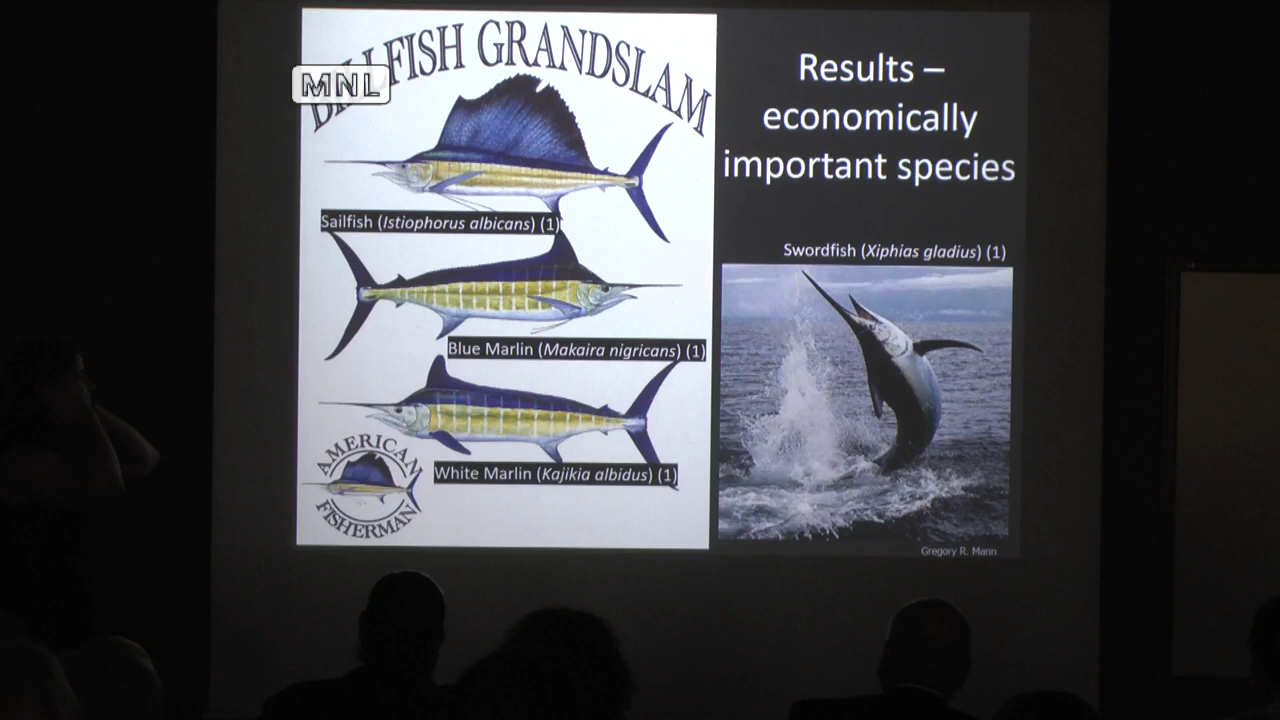 BILLFISH GRANDSLAM
MNL
Sailfish (Istiophorus albicans) (1)
Blue Marlin (Makaira nigricans) (1)
White Marlin (Kajikia albidus) (1)
AMERICAN
FISHERMAN
Results –
economically
important species
Swordfish (Xiphias gladius) (1)
Gregory R. Mann